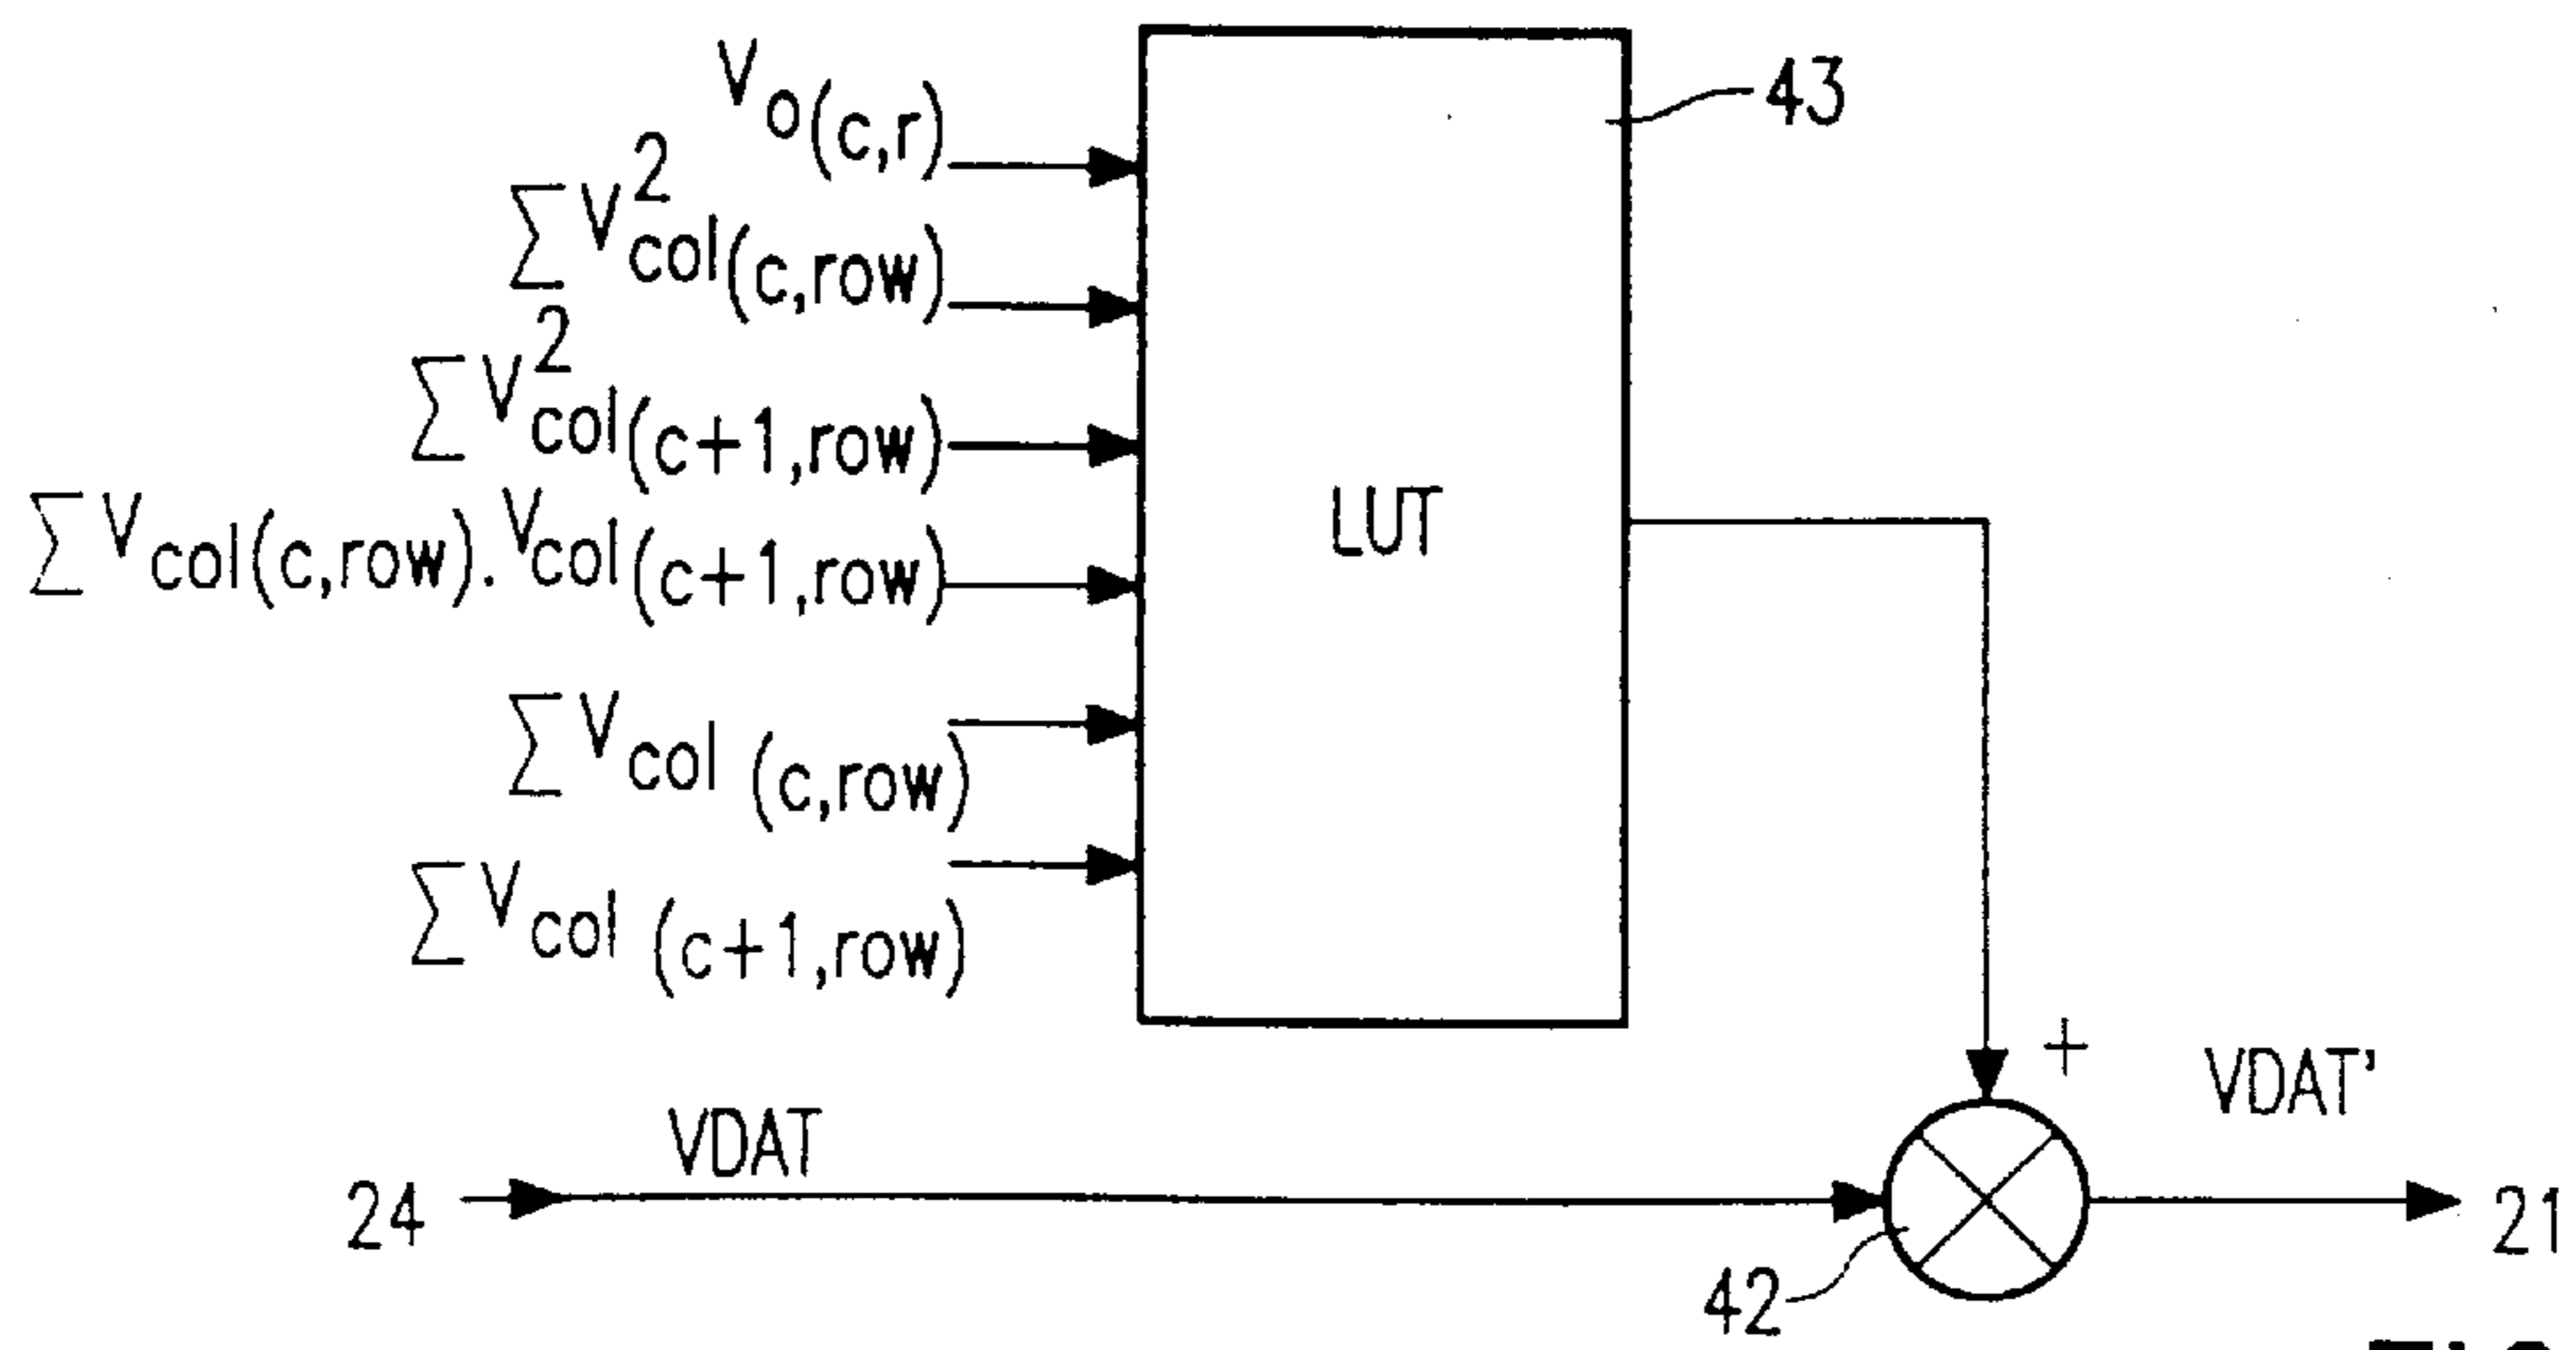 V₀(c,r)
43
∑V²col(c,row)
∑V²col(c+1,row)
∑Vcol(c,row).Vcol(c+1,row)
LUT
∑Vcol (c,row)
∑Vcol (c+1,row)
+
VDAT'
VDAT
24
21
42